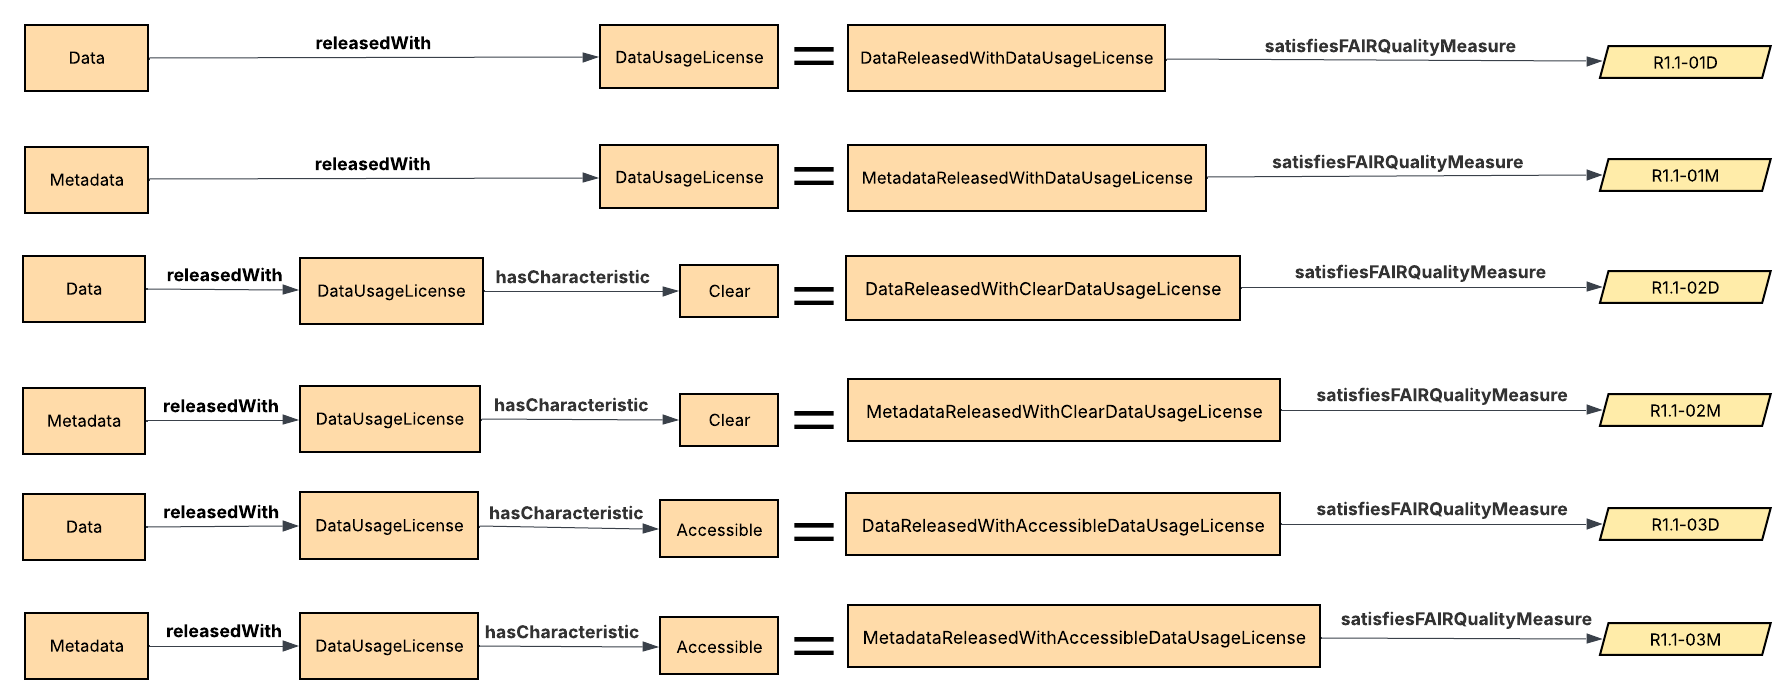 Data releasedWith DataUsageLicense = DataReleasedWithDataUsageLicense satisfiesFAIRQualityMeasure R1.1-01D
Metadata releasedWith DataUsageLicense = MetadataReleasedWithDataUsageLicense satisfiesFAIRQualityMeasure R1.1-01M
Data releasedWith DataUsageLicense hasCharacteristic Clear = DataReleasedWithClearDataUsageLicense satisfiesFAIRQualityMeasure R1.1-02D
Metadata releasedWith DataUsageLicense hasCharacteristic Clear = MetadataReleasedWithClearDataUsageLicense satisfiesFAIRQualityMeasure R1.1-02M
Data releasedWith DataUsageLicense hasCharacteristic Accessible = DataReleasedWithAccessibleDataUsageLicense satisfiesFAIRQualityMeasure R1.1-03D
Metadata releasedWith DataUsageLicense hasCharacteristic Accessible = MetadataReleasedWithAccessibleDataUsageLicense satisfiesFAIRQualityMeasure R1.1-03M